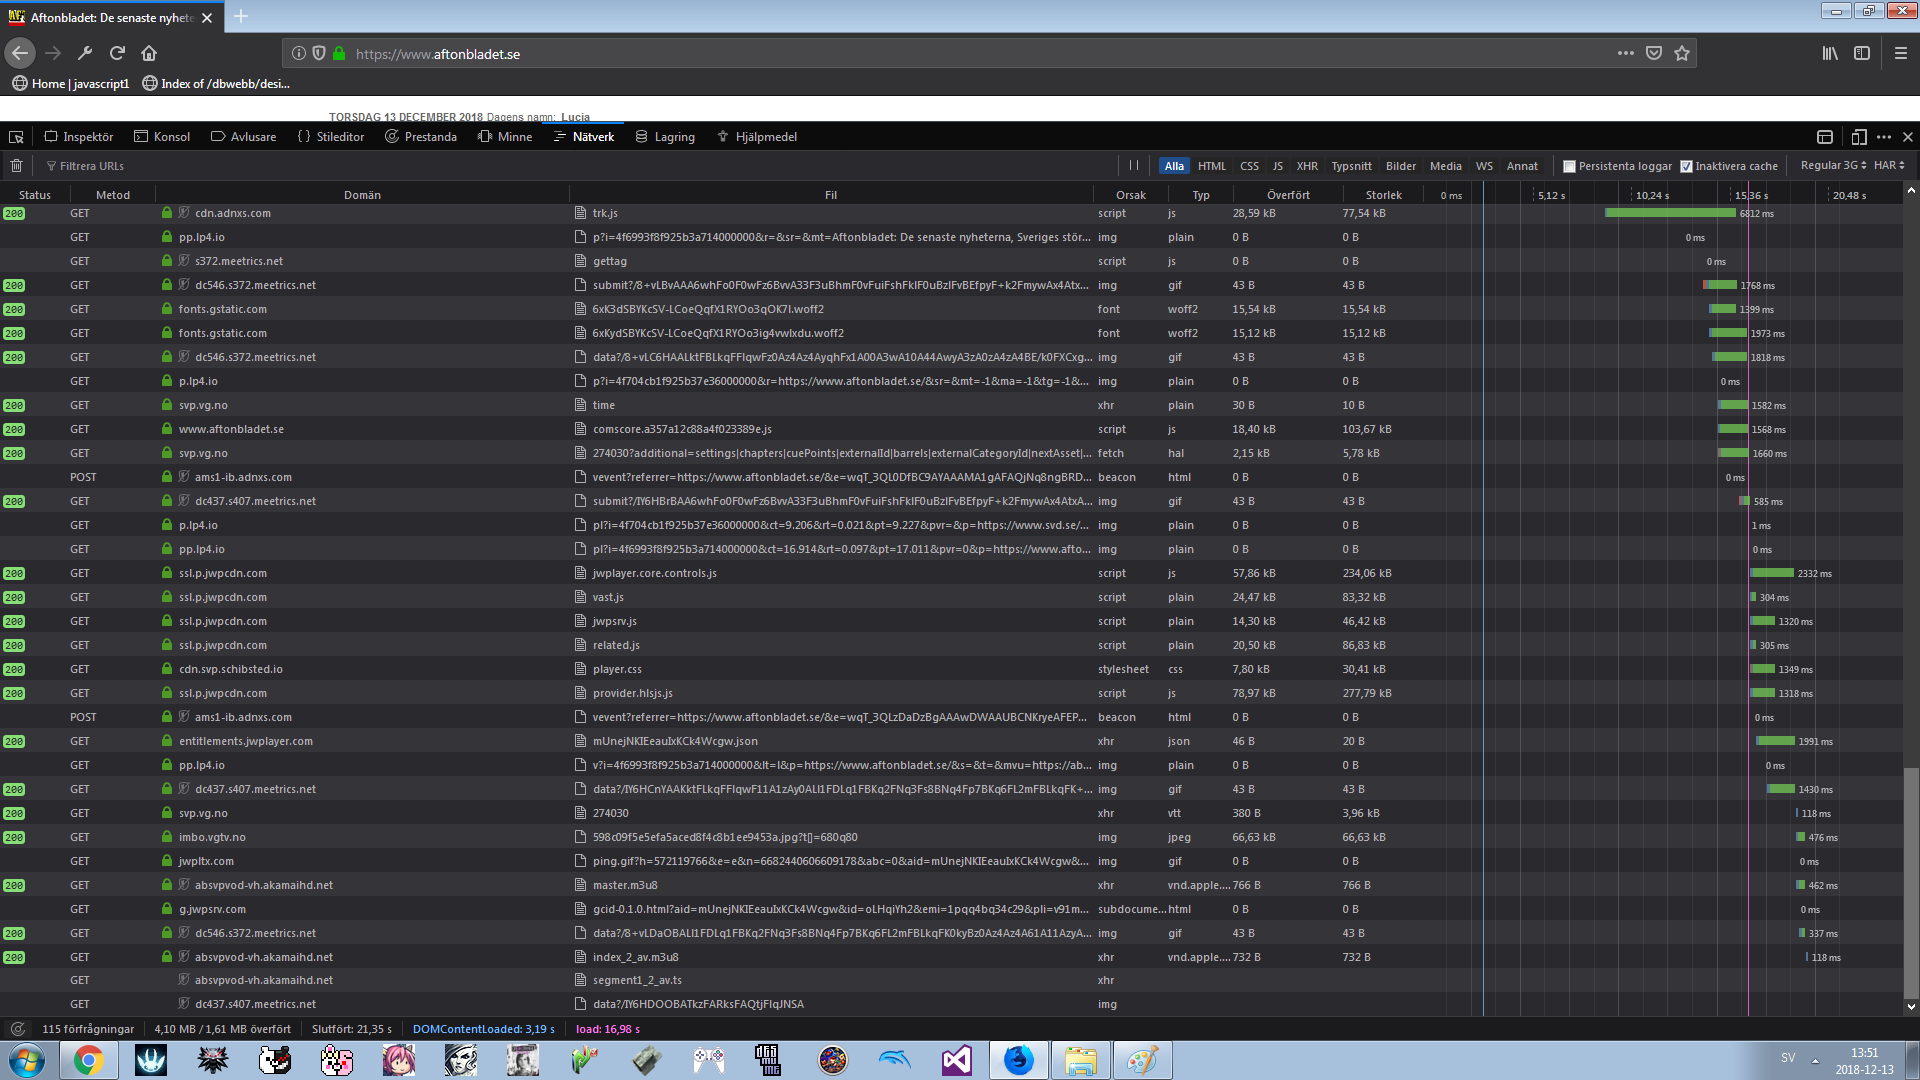 Aftonbladet: De senaste nyhete
https://www.aftonbladet.se
Home | javascript1 Index of /dbwebb/desi...
TORSDAG 13 DECEMBER 2018 Dagens namn: Lucia
Inspektör Konsol Avlusare Stileditor Prestanda Minne Nätverk Lagring Hjälpmedel
Filtrera URLs Alla HTML CSS JS XHR Typsnitt Bilder Media WS Annat Persistenta loggar Inaktivera cache Regular 3G HAR
Status Metod Domän Fil Orsak Typ Överfört Storlek 0 ms 5,12 s 10,24 s 15,36 s 20,48 s
200 GET cdn.adnxs.com trk.js script js 28,59 kB 77,54 kB 6812 ms
GET pp.lp4.io p?i=4f6993f8f925b3a714000000&r=&sr=&mt=Aftonbladet: De senaste nyheterna, Sveriges stör... img plain 0 B 0 B 0 ms
GET s372.meetrics.net gettag script js 0 B 0 B 0 ms
200 GET dc546.s372.meetrics.net img gif 43 B 43 B 1768 ms
200 GET fonts.gstatic.com 6xK3dSBYKcSV-LCoeQqfX1RYOo3qOK7l.woff2 font woff2 15,54 kB 15,54 kB 1399 ms
200 GET fonts.gstatic.com 6xKydSBYKcSV-LCoeQqfX1RYOo3ig4vwlxdu.woff2 font woff2 15,12 kB 15,12 kB 1973 ms
200 GET dc546.s372.meetrics.net img gif 43 B 43 B 1818 ms
GET p.lp4.io p?i=4f704cb1f925b37e36000000&r=https://www.aftonbladet.se/&sr=&mt=-1&ma=-1&tg=-1&... img plain 0 B 0 B 0 ms
200 GET svp.vg.no time xhr plain 30 B 10 B 1582 ms
200 GET www.aftonbladet.se comscore.a357a12c88a4f023389e.js script js 18,40 kB 103,67 kB 1568 ms
200 GET svp.vg.no 274030?additional=settings|chapters|cuePoints|externalId|barrels|externalCategoryId|nextAsset|... fetch hal 2,15 kB 5,78 kB 1660 ms
POST ams1-ib.adnxs.com vevent?referrer=https://www.aftonbladet.se/&e=wqT_3QL0DfBC9AYAAAMA1gAFAQjNq8ngBRD... beacon html 0 B 0 B 0 ms
200 GET dc437.s407.meetrics.net img gif 43 B 43 B 585 ms
GET p.lp4.io pl?i=4f704cb1f925b37e36000000&ct=9.206&rt=0.021&pt=9.227&pvr=&p=https://www.svd.se/... img plain 0 B 0 B 1 ms
GET pp.lp4.io pl?i=4f6993f8f925b3a714000000&ct=16.914&rt=0.097&pt=17.011&pvr=0&p=https://www.afto... img plain 0 B 0 B 0 ms
200 GET ssl.p.jwpcdn.com jwplayer.core.controls.js script js 57,86 kB 234,06 kB 2332 ms
200 GET ssl.p.jwpcdn.com vast.js script plain 24,47 kB 83,32 kB 304 ms
200 GET ssl.p.jwpcdn.com jwpsrv.js script plain 14,30 kB 46,42 kB 1320 ms
200 GET ssl.p.jwpcdn.com related.js script plain 20,50 kB 86,83 kB 305 ms
200 GET cdn.svp.schibsted.io player.css stylesheet css 7,80 kB 30,41 kB 1349 ms
200 GET ssl.p.jwpcdn.com provider.hlsjs.js script js 78,97 kB 277,79 kB 1318 ms
POST ams1-ib.adnxs.com vevent?referrer=https://www.aftonbladet.se/&e=wqT_3QLzDaDzBgAAAwDWAAUBCNKryeAFEP... beacon html 0 B 0 B 0 ms
200 GET entitlements.jwplayer.com mUnejNKIEeauIxKCk4Wcgw.json xhr json 46 B 20 B 1991 ms
GET pp.lp4.io v?i=4f6993f8f925b3a714000000&lt=l&p=https://www.aftonbladet.se/&s=&t=&mvu=https://ab... img plain 0 B 0 B 0 ms
200 GET dc437.s407.meetrics.net img gif 43 B 43 B 1430 ms
200 GET svp.vg.no 274030 xhr vtt 380 B 3,96 kB 118 ms
200 GET imbo.vgtv.no 598c09f5e5efa5aced8f4c8b1ee9453a.jpg?t[]=680q80 img jpeg 66,63 kB 66,63 kB 476 ms
GET jwpltx.com ping.gif?h=572119766&e=e&n=6682440606609178&abc=0&aid=mUnejNKIEeauIxKCk4Wcgw&... img gif 0 B 0 B 0 ms
200 GET absvpvod-vh.akamaihd.net master.m3u8 xhr vnd.apple.... 766 B 766 B 462 ms
GET g.jwpsrv.com gcid-0.1.0.html?aid=mUnejNKIEeauIxKCk4Wcgw&id=oLHqiYh2&emi=1pqq4bq34c29&pli=v91m... subdocume... html 0 B 0 B 0 ms
200 GET dc546.s372.meetrics.net img gif 43 B 43 B 337 ms
200 GET absvpvod-vh.akamaihd.net index_2_av.m3u8 xhr vnd.apple.... 732 B 732 B 118 ms
GET absvpvod-vh.akamaihd.net segment1_2_av.ts xhr
GET dc437.s407.meetrics.net data?/IY6HDOOBATkzFARksFAQtjFIqJNSA img
115 förfrågningar 4,10 MB / 1,61 MB överfört Slutfört: 21,35 s DOMContentLoaded: 3,19 s load: 16,98 s
SV 13:51
2018-12-13